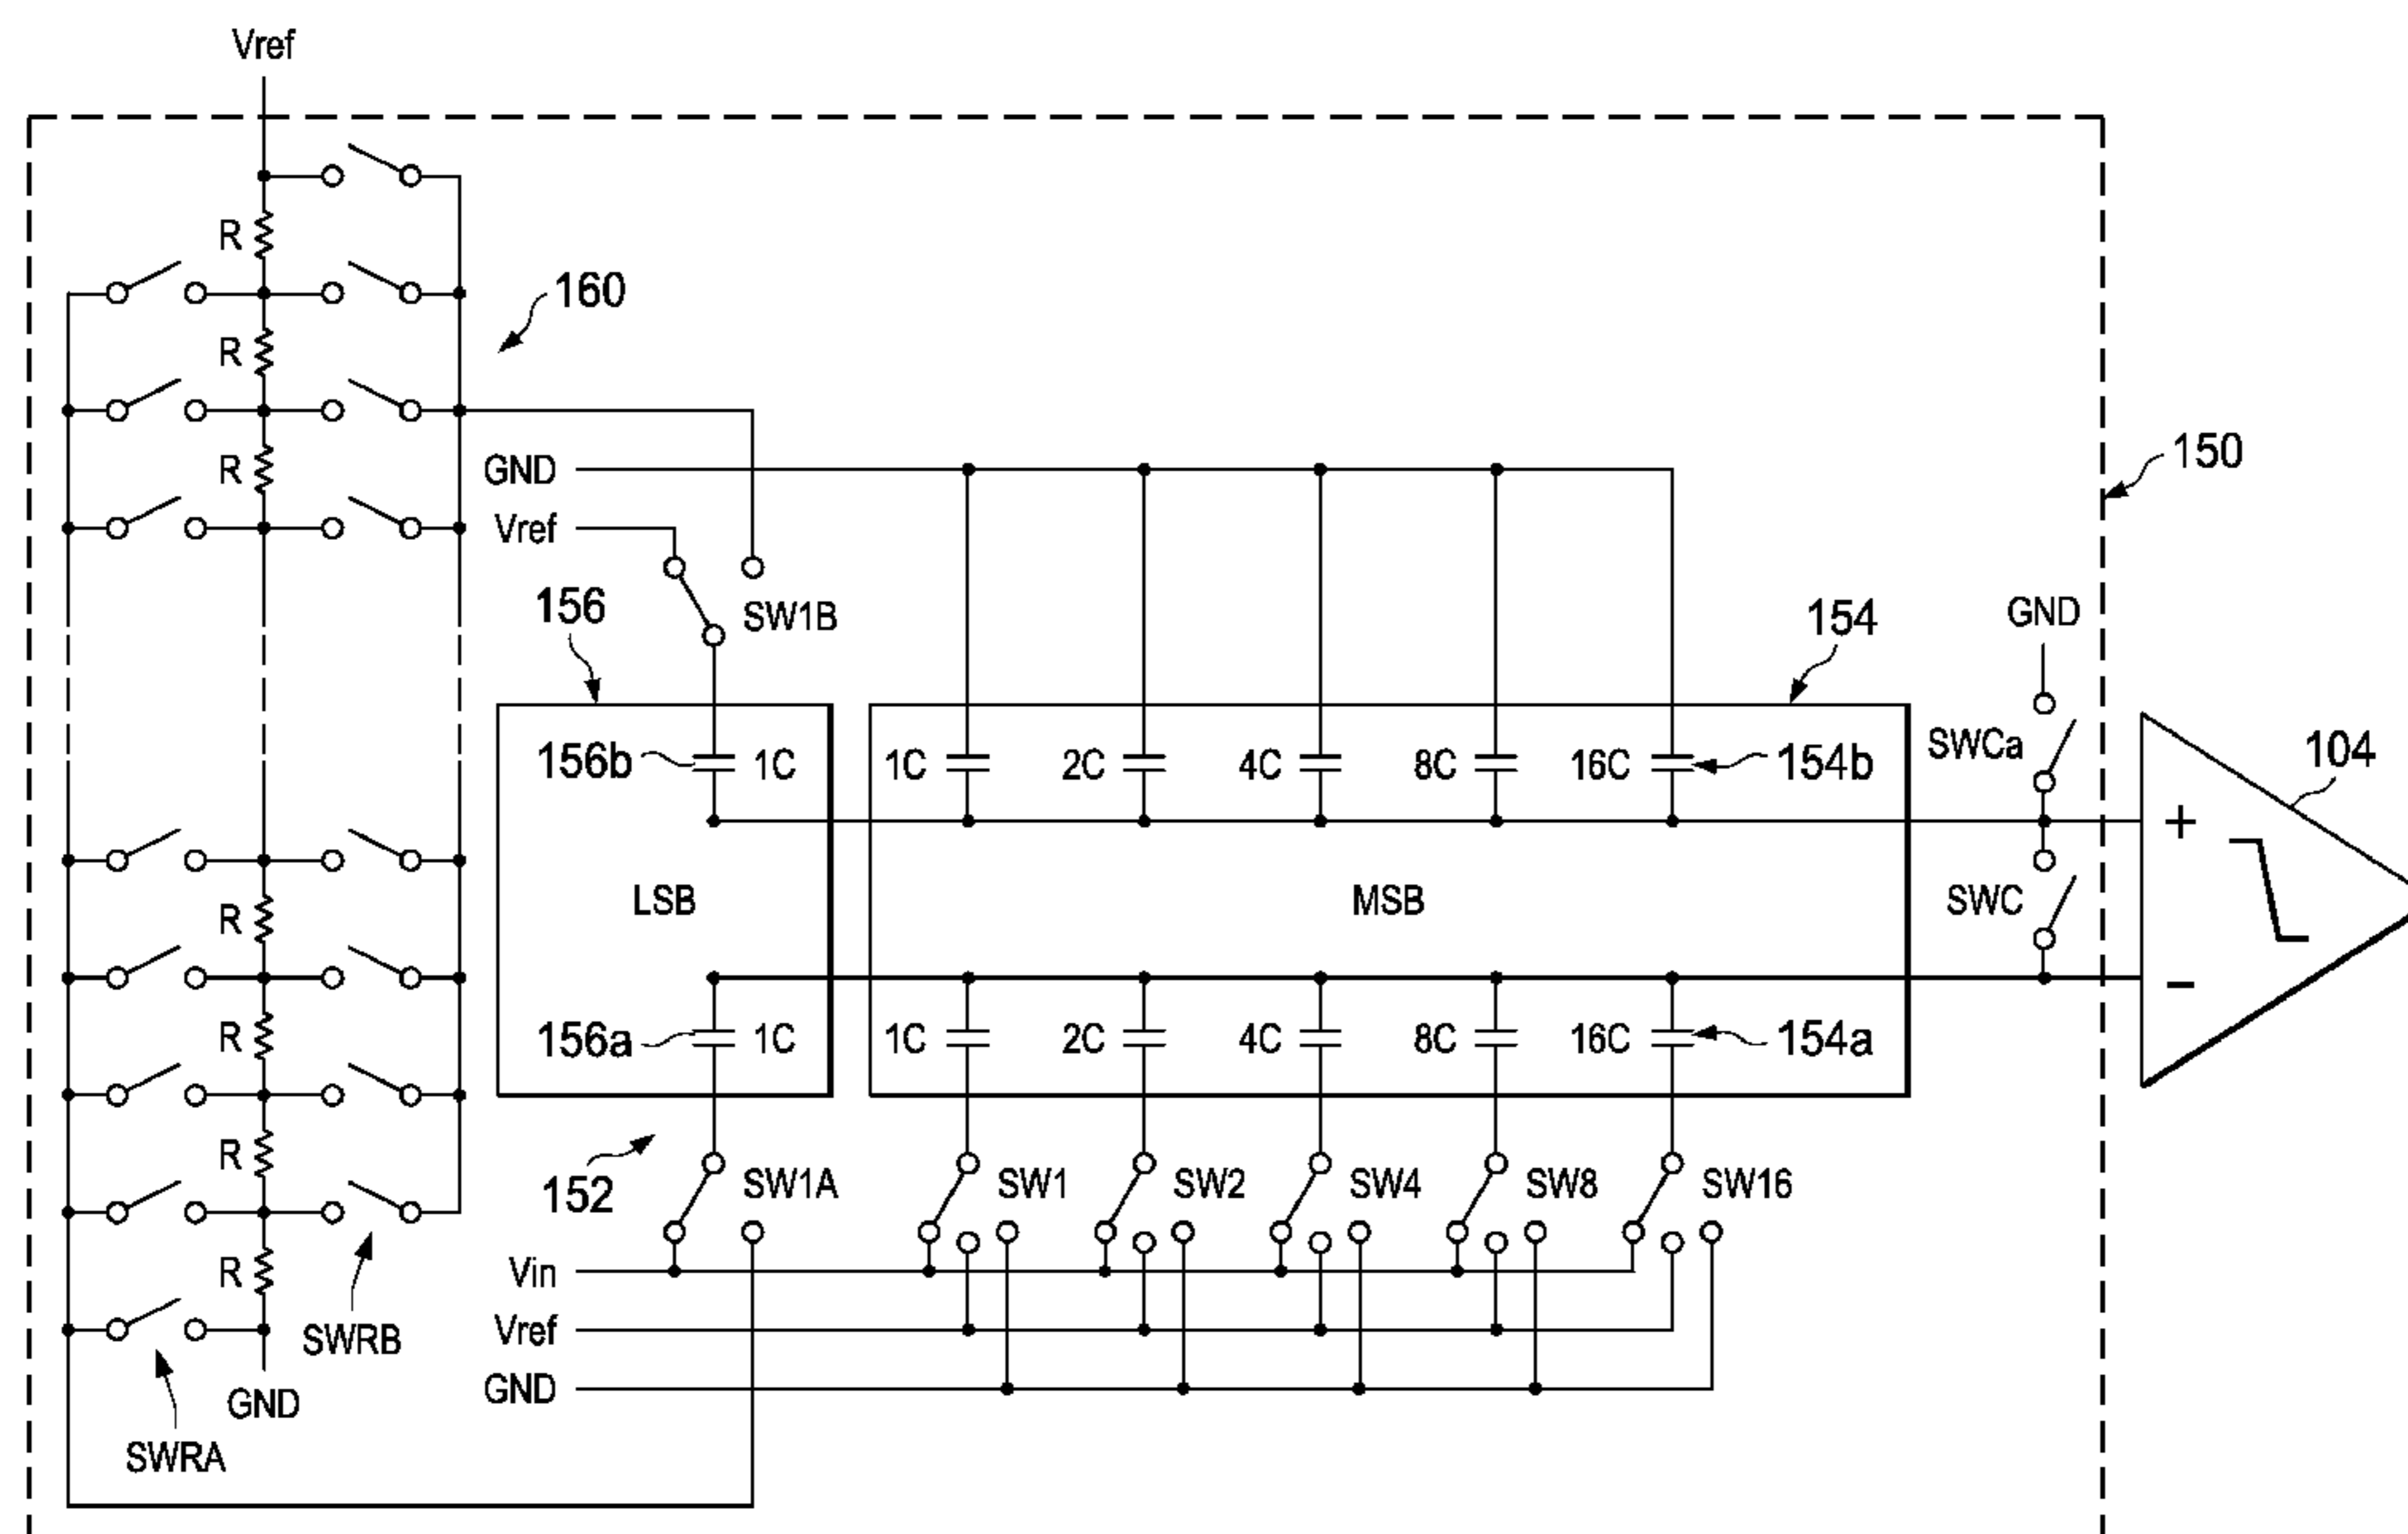 Vref
R
160
R
150
R
GND
Vref
156
SW1B
154
GND
156b
1C
1C
2C
4C
8C
16C
154b
SWCa
104
+
R
LSB
MSB
SWC
-
R
156a
1C
1C
2C
4C
8C
16C
154a
R
152
SW1A
SW1
SW2
SW4
SW8
SW16
R
Vin
SWRB
Vref
GND
GND
SWRA